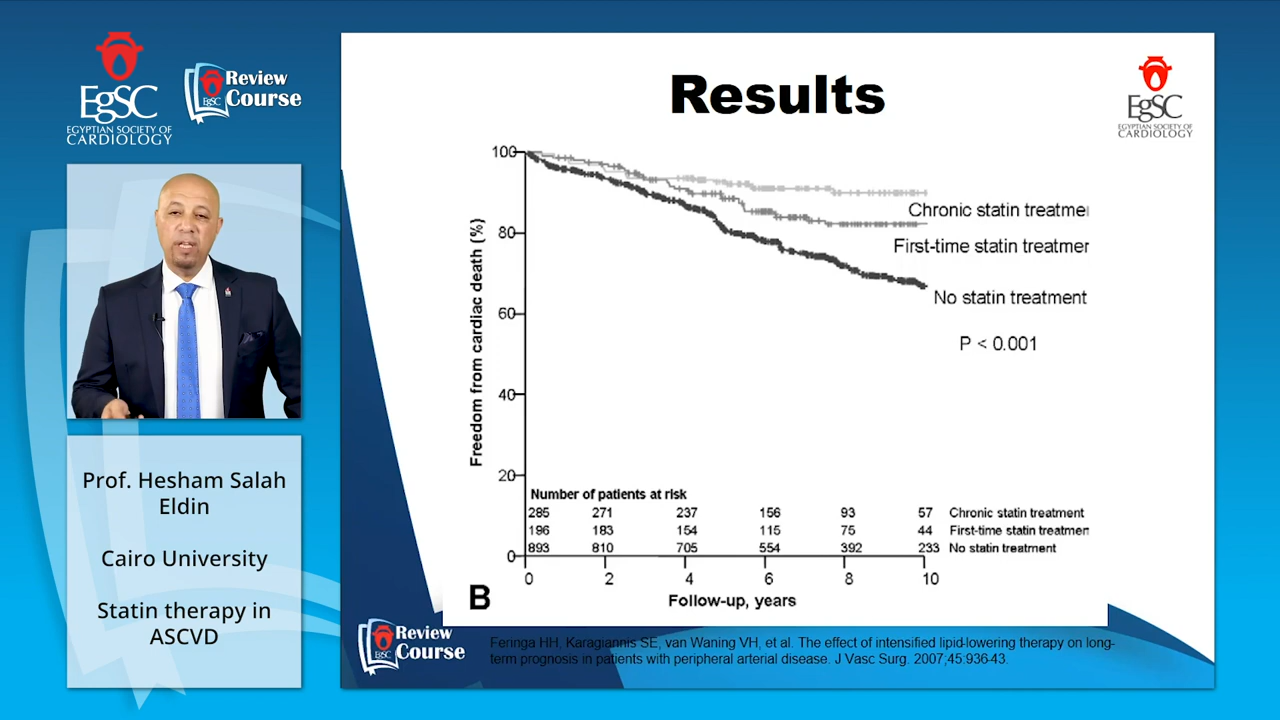 EgSC
EGYPTIAN SOCIETY OF
CARDIOLOGY
EgSC
Review
Course
Prof. Hesham Salah
Eldin
Cairo University
Statin therapy in
ASCVD
Results
EgSC
EGYPTIAN SOCIETY OF
CARDIOLOGY
Freedom from cardiac death (%)
100
80
60
40
20
0
Chronic statin treatme
First-time statin treatmer
No statin treatment
P < 0.001
Number of patients at risk
285 271 237 156 93 57 Chronic statin treatment
196 183 154 115 75 44 First-time statin treatmen
893 810 705 554 392 233 No statin treatment
0 2 4 6 8 10
Follow-up, years
B
EgSC
Review
Course
Feringa HH, Karagiannis SE, van Waning VH, et al. The effect of intensified lipid-lowering therapy on long-
term prognosis in patients with peripheral arterial disease. J Vasc Surg. 2007;45:936-43.